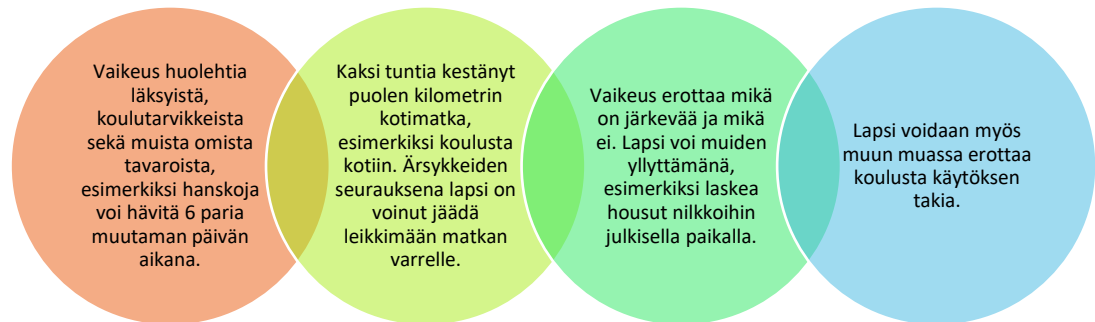 Vaikeus huolehtia
läksyistä,
koulutarvikkeista
sekä muista omista
tavaroista,
esimerkiksi hanskoja
voi hävitä 6 paria
muutaman päivän
aikana.
Kaksi tuntia kestänyt
puolen kilometrin
kotimatka,
esimerkiksi koulusta
kotiin. Ärsykkeiden
seurauksena lapsi on
voinut jäädä
leikkimään matkan
varrelle.
Vaikeus erottaa mikä
on järkevää ja mikä
ei. Lapsi voi muiden
yllyttämänä,
esimerkiksi laskea
housut nilkkoihin
julkisella paikalla.
Lapsi voidaan myös
muun muassa erottaa
koulusta käytöksen
takia.